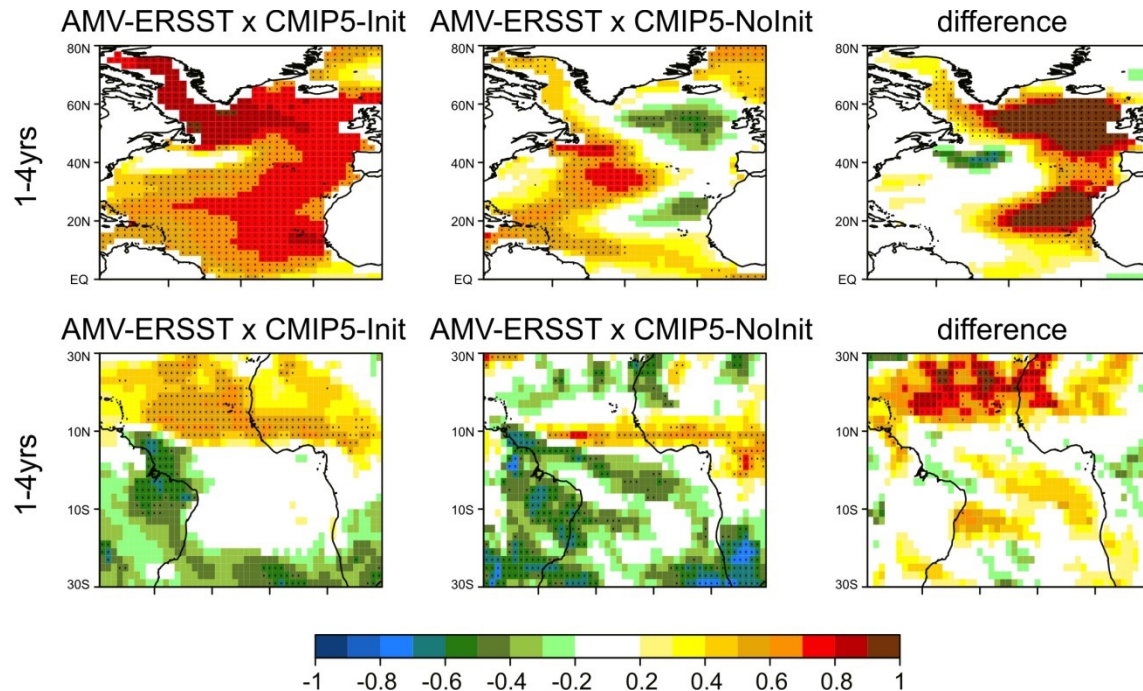 AMV-ERSST x CMIP5-Init AMV-ERSST x CMIP5-NoInit difference
1-4yrs
80N 80N 80N
60N 60N 60N
40N 40N 40N
20N 20N 20N
EQ EQ EQ
AMV-ERSST x CMIP5-Init AMV-ERSST x CMIP5-NoInit difference
1-4yrs
30N 30N 30N
10N 10N 10N
10S 10S 10S
30S 30S 30S
-1 -0.8 -0.6 -0.4 -0.2 0.2 0.4 0.6 0.8 1